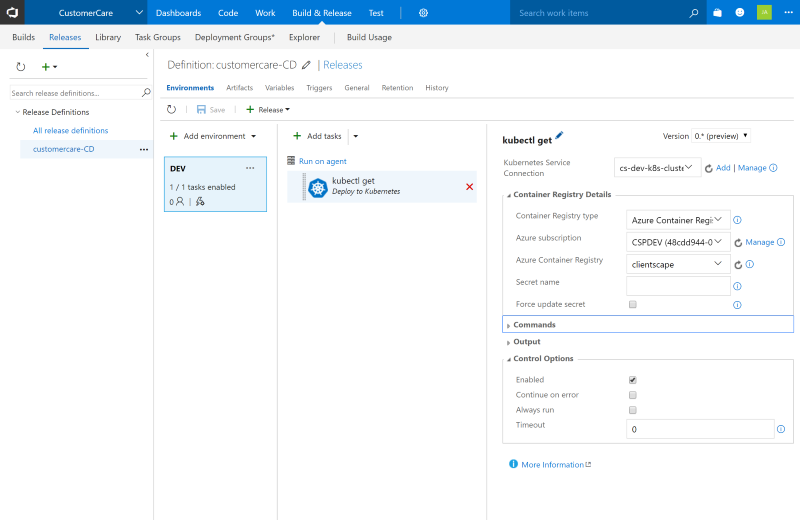 CustomerCare Dashboards Code Work Build & Release Test Search work items JA
Builds Releases Library Task Groups Deployment Groups* Explorer Build Usage
Search release definitions...
Release Definitions
All release definitions
customercare-CD
Definition: customercare-CD | Releases
Environments Artifacts Variables Triggers General Retention History
Save Release
Add environment
DEV
1 / 1 tasks enabled
0
Add tasks
Run on agent
kubectl get
Deploy to Kubernetes
kubectl get Version 0.* (preview)
Kubernetes Service Connection cs-dev-k8s-cluste Add | Manage
Container Registry Details
Container Registry type Azure Container Regi
Azure subscription CSPDEV (48cdd944-0 Manage
Azure Container Registry clientscape
Secret name
Force update secret
Commands
Output
Control Options
Enabled
Continue on error
Always run
Timeout 0
More Information